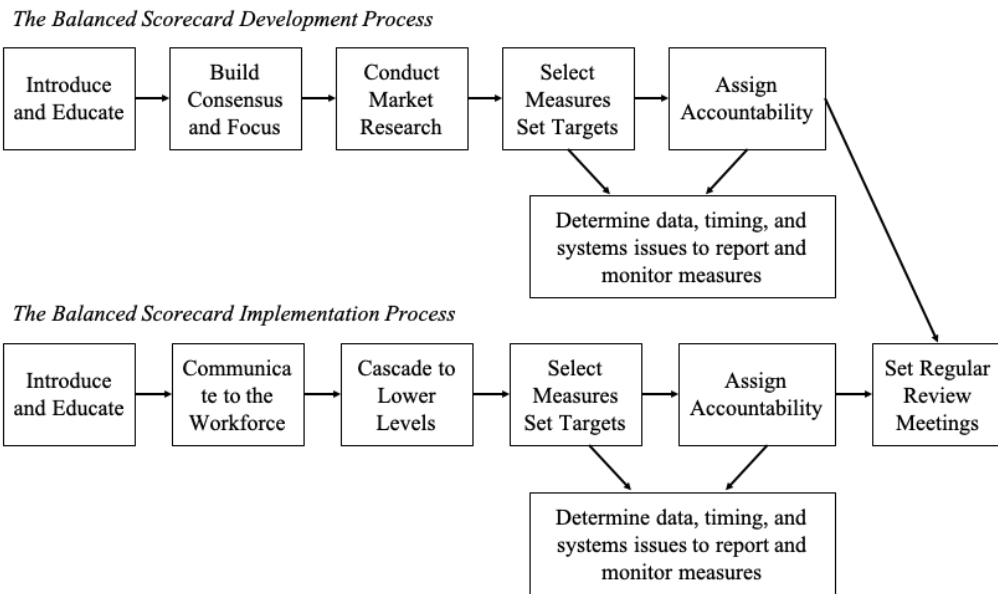 The Balanced Scorecard Development Process
Introduce
and Educate
Build
Consensus
and Focus
Conduct
Market
Research
Select
Measures
Set Targets
Assign
Accountability
Determine data, timing, and
systems issues to report and
monitor measures
The Balanced Scorecard Implementation Process
Introduce
and Educate
Communica
te to the
Workforce
Cascade to
Lower
Levels
Select
Measures
Set Targets
Assign
Accountability
Set Regular
Review
Meetings
Determine data, timing, and
systems issues to report and
monitor measures